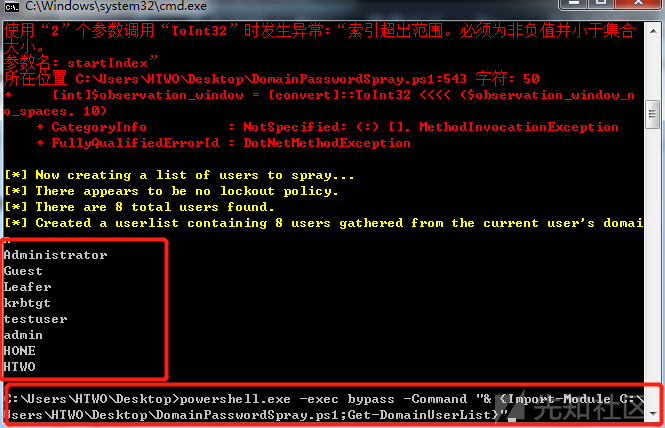 C:\Windows\system32\cmd.exe
使用“2”个参数调用“ToInt32”时发生异常:“索引超出范围。必须为非负值并小于集合
大小。
参数名: startIndex”
所在位置 C:\Users\HTWO\Desktop\DomainPasswordSpray.ps1:543 字符: 50
+     [int]$observation_window = [convert]::ToInt32 <<<< ($observation_window_n
o_spaces, 10)
    + CategoryInfo          : NotSpecified: (:) [], MethodInvocationException
    + FullyQualifiedErrorId : DotNetMethodException
[*] Now creating a list of users to spray...
[*] There appears to be no lockout policy.
[*] There are 8 total users found.
[*] Created a userlist containing 8 users gathered from the current user's domai
n
Administrator
Guest
Leafer
krbtgt
testuser
admin
HONE
HTWO
C:\Users\HTWO\Desktop>powershell.exe -exec bypass -Command "& {Import-Module C:\
Users\HTWO\Desktop\DomainPasswordSpray.ps1;Get-DomainUserList}"
先知社区